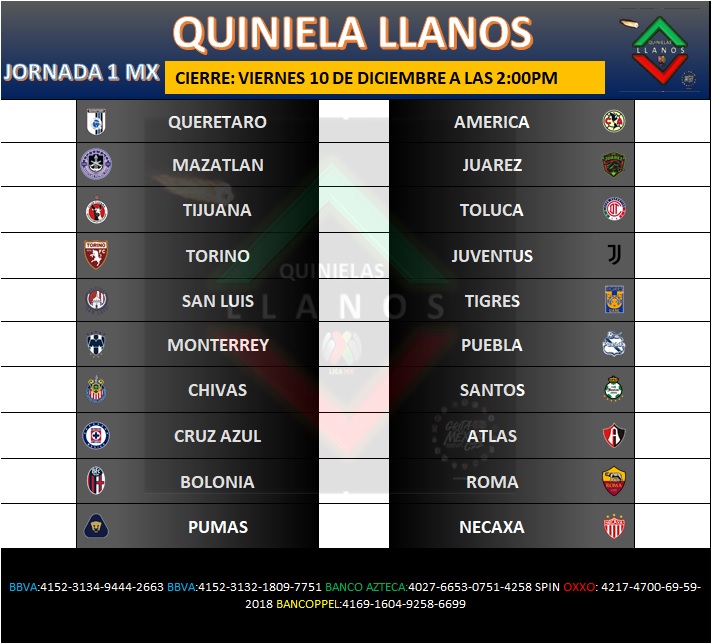 QUINIELA LLANOS
JORNADA 1 MX
CIERRE: VIERNES 10 DE DICIEMBRE A LAS 2:00PM
QUINIELAS
LLANOS
QUERETARO AMERICA
MAZATLAN JUAREZ
TIJUANA TOLUCA
TORINO JUVENTUS
QUINIELAS
LLANOS
SAN LUIS TIGRES
MONTERREY PUEBLA
LIGA MX
CHIVAS SANTOS
CRUZ AZUL ATLAS
BOLONIA ROMA
PUMAS NECAXA
BBVA:4152-3134-9444-2663 BBVA:4152-3132-1809-7751 BANCO AZTECA:4027-6653-0751-4258 SPIN OXXO: 4217-4700-69-59-
2018 BANCOPPEL:4169-1604-9258-6699